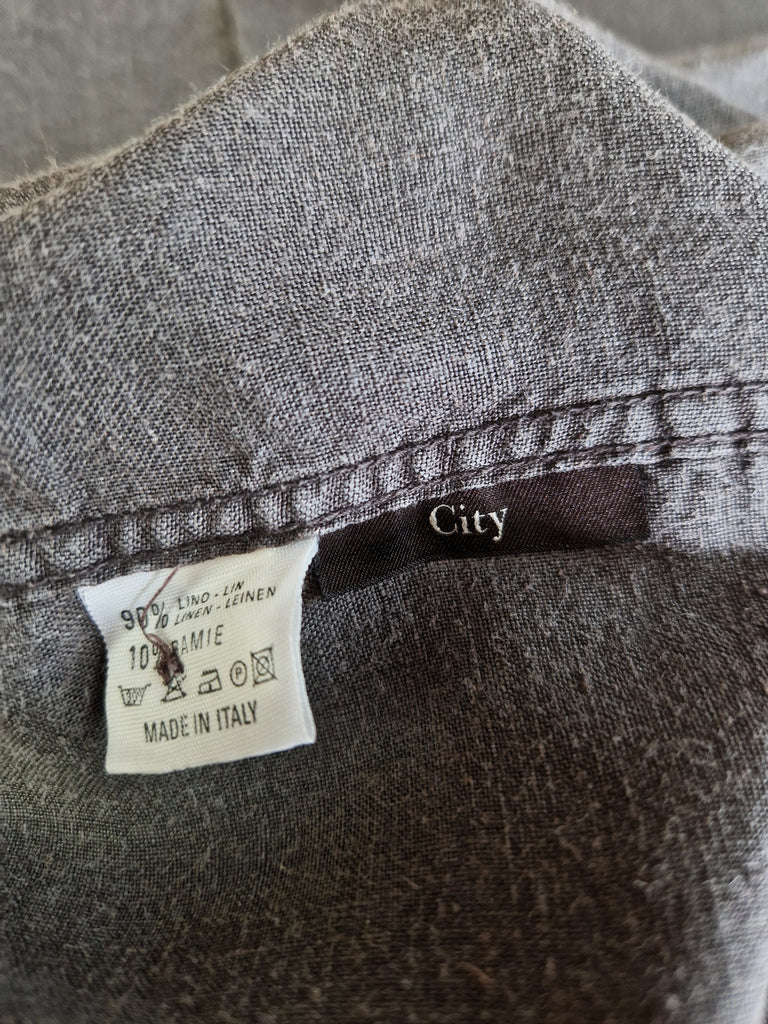 City
90% LINO - LIN
LINEN - LEINEN
10% RAMIE
MADE IN ITALY